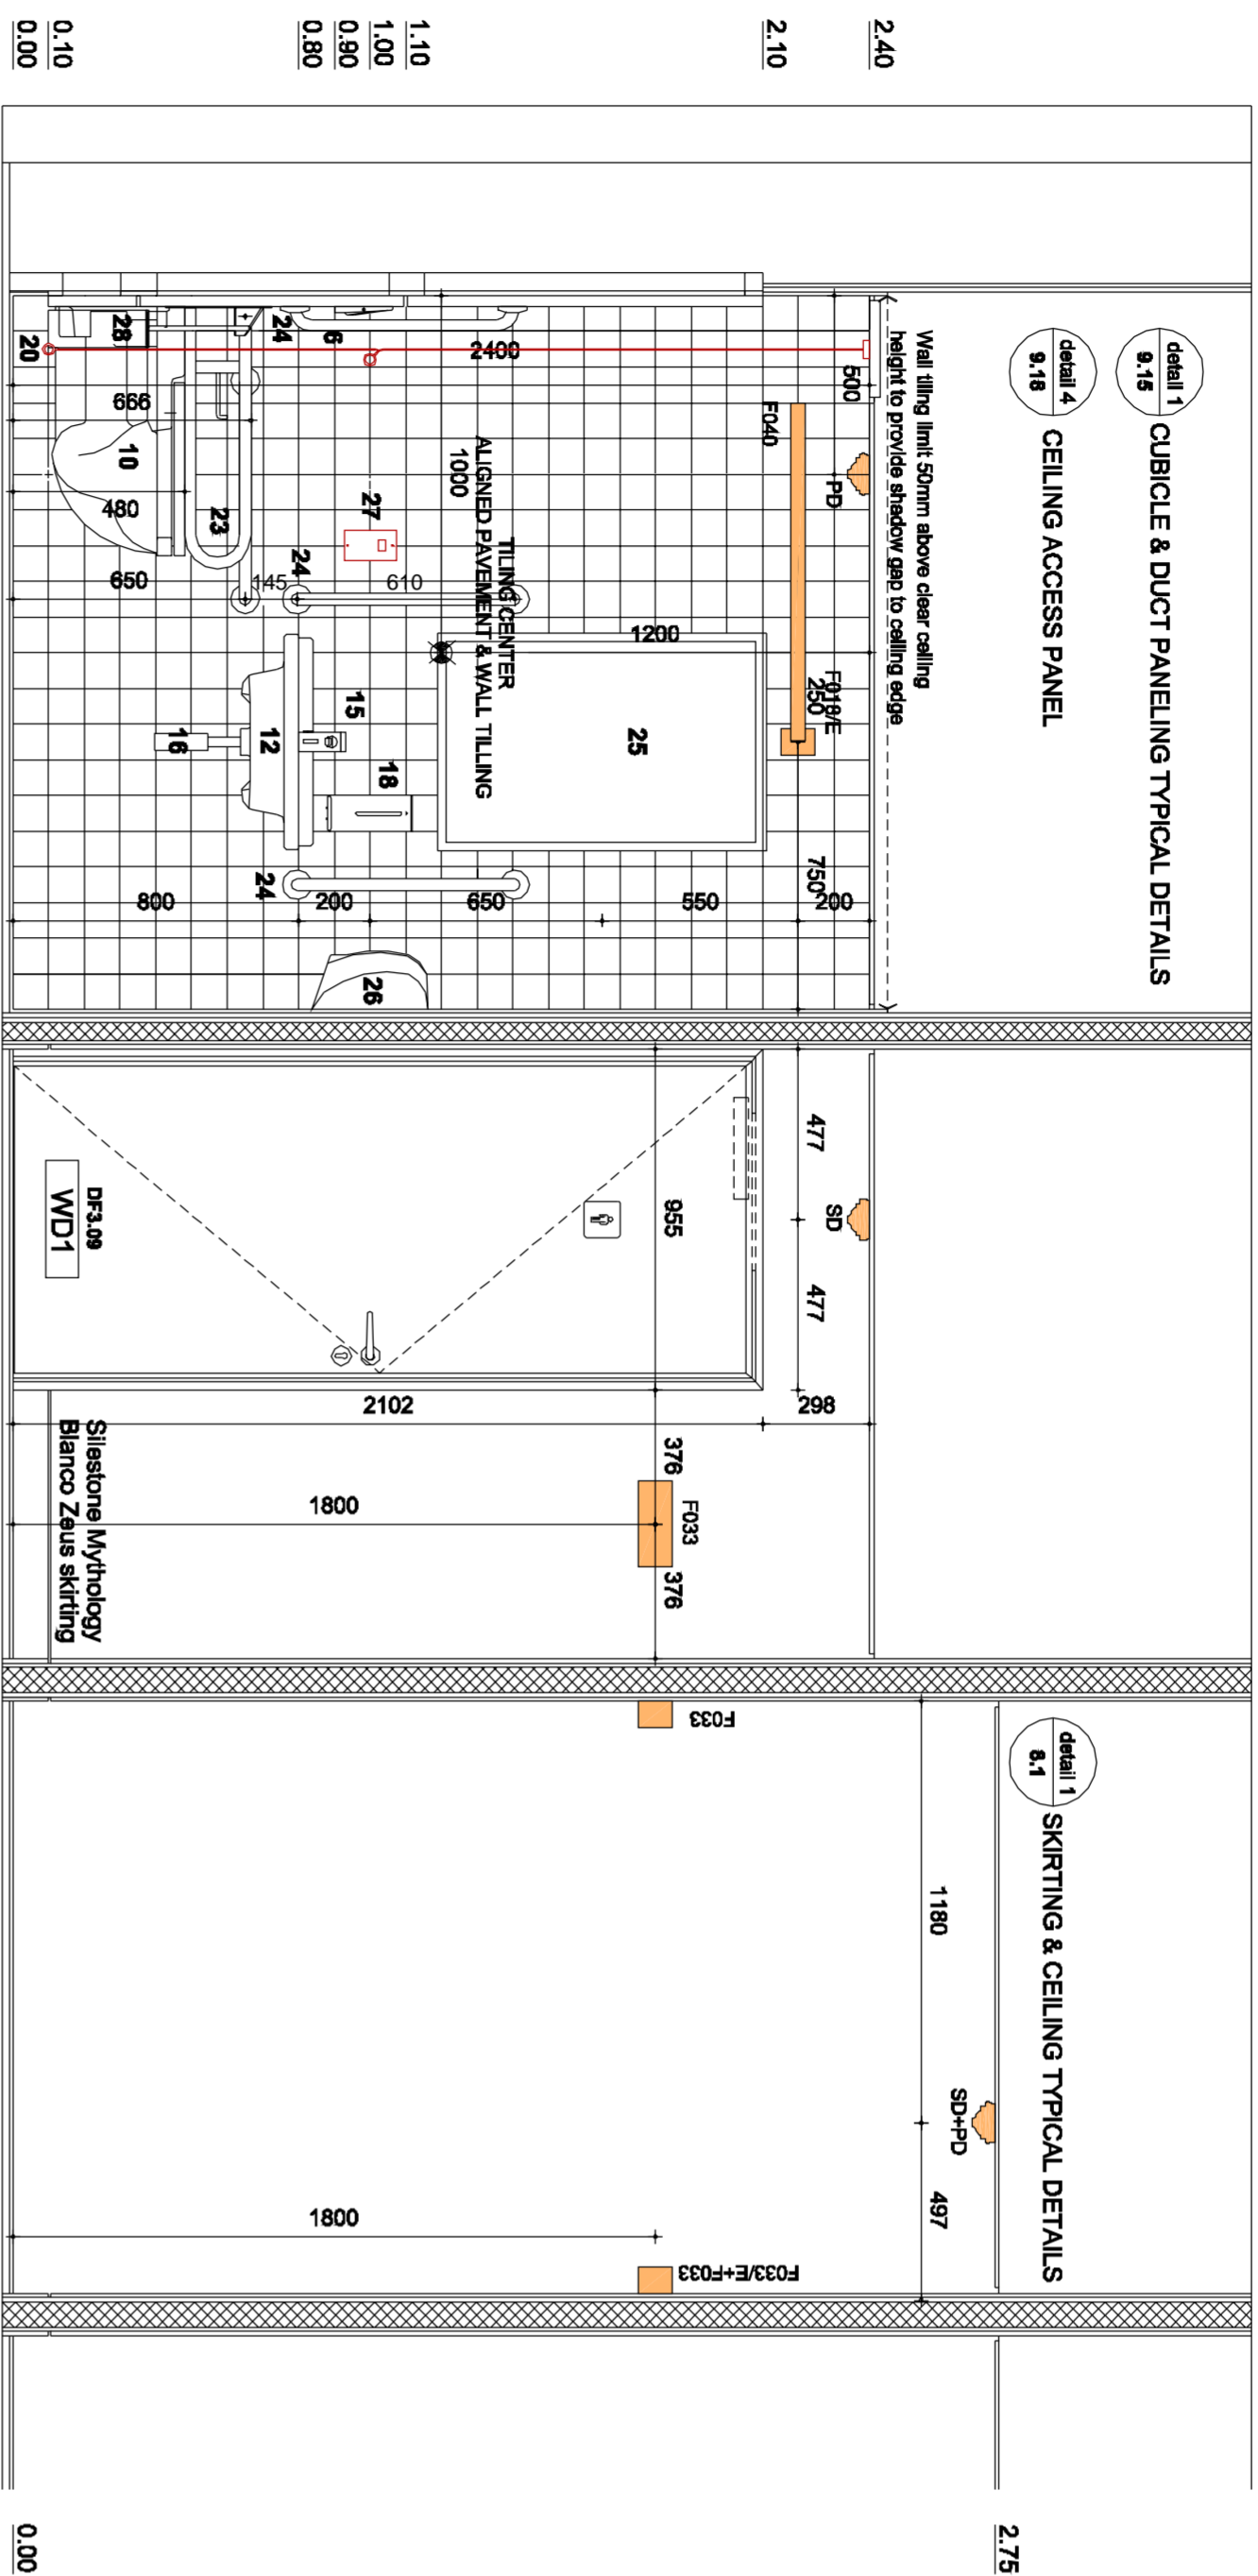 detail 1
9.15
CUBICLE & DUCT PANELING TYPICAL DETAILS
detail 4
9.18
CEILING ACCESS PANEL
detail 1
8.1
SKIRTING & CEILING TYPICAL DETAILS
Wall tiling limit 50mm above clear ceiling
height to provide shadow gap to ceiling edge
2.40
2.10
1.10
1.00
0.90
0.80
0.10
0.00
2.75
0.00
500
PD
F040
F018/E
250
750
200
2400
1200
25
TILING CENTER
ALIGNED PAVEMENT & WALL TILLING
1000
550
650
200
800
6
24
27
24
610
145
15
18
12
16
24
26
28
20
666
10
480
23
650
477
SD
477
298
955
2102
DF3.09
WD1
376
F033
376
1800
Silestone Mythology
Blanco Zeus skirting
1180
SD+PD
497
F033
F033/E+F033
1800